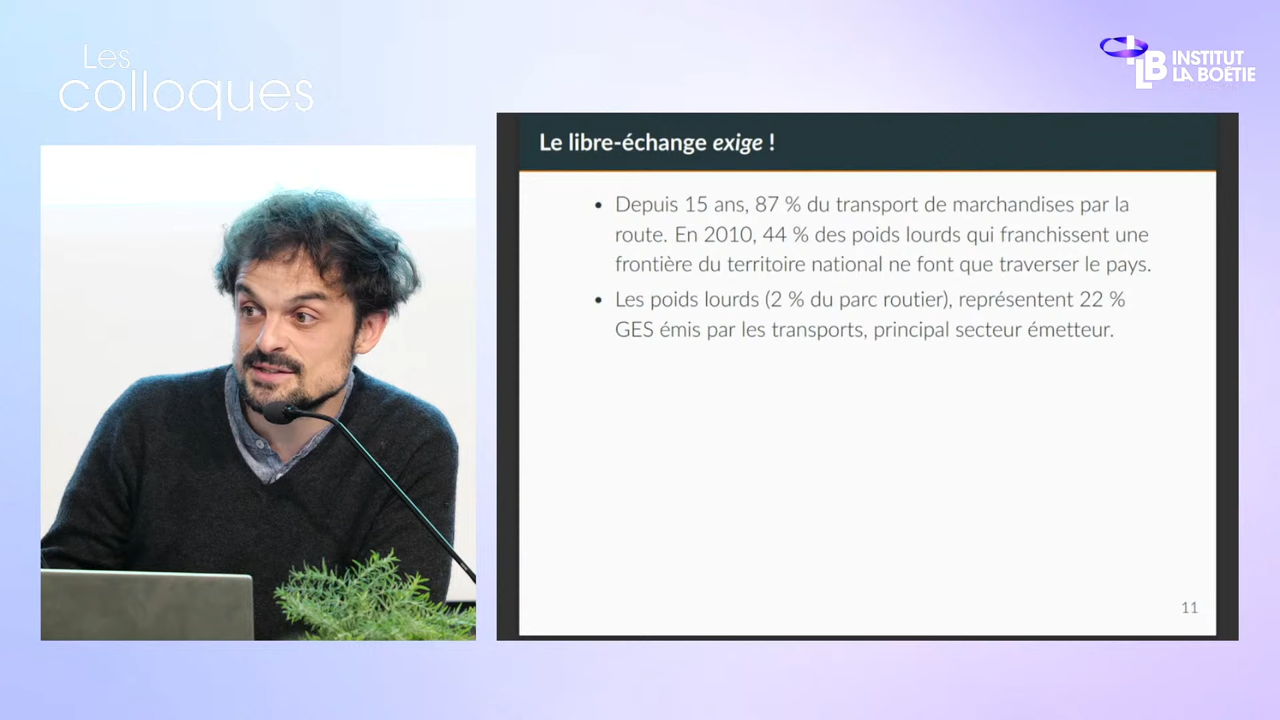 Les
colloques
INSTITUT
LA BOÉTIE
Le libre-échange exige !
• Depuis 15 ans, 87 % du transport de marchandises par la
route. En 2010, 44 % des poids lourds qui franchissent une
frontière du territoire national ne font que traverser le pays.
• Les poids lourds (2 % du parc routier), représentent 22 %
GES émis par les transports, principal secteur émetteur.
11